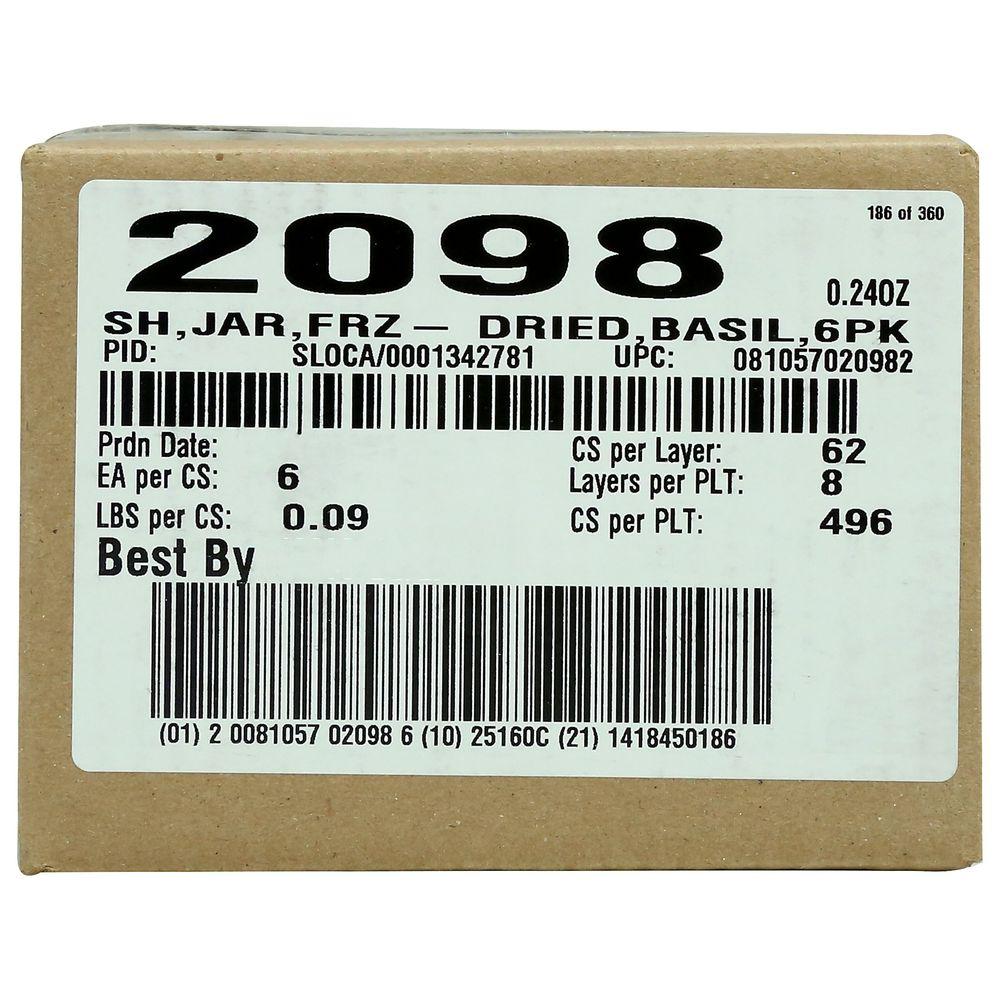 186 of 360
2098
0.24OZ
SH,JAR,FRZ – DRIED,BASIL,6PK
PID: SLOCA/0001342781 UPC: 081057020982
Prdn Date: CS per Layer: 62
EA per CS: 6 Layers per PLT: 8
LBS per CS: 0.09 CS per PLT: 496
Best By
(01) 2 0081057 02098 6 (10) 25160C (21) 1418450186